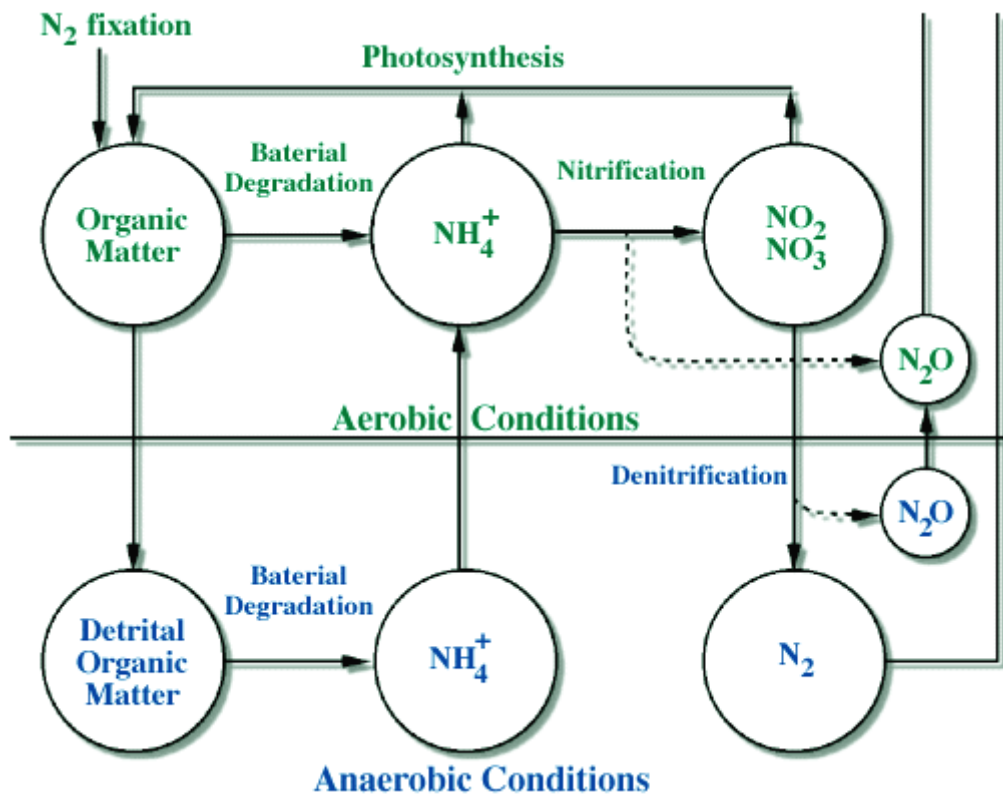 N2 fixation
Photosynthesis
Baterial
Degradation
Nitrification
Organic
Matter
NH4+
NO2
NO3
N2O
Aerobic Conditions
Denitrification
N2O
Baterial
Degradation
Detrital
Organic
Matter
NH4+
N2
Anaerobic Conditions